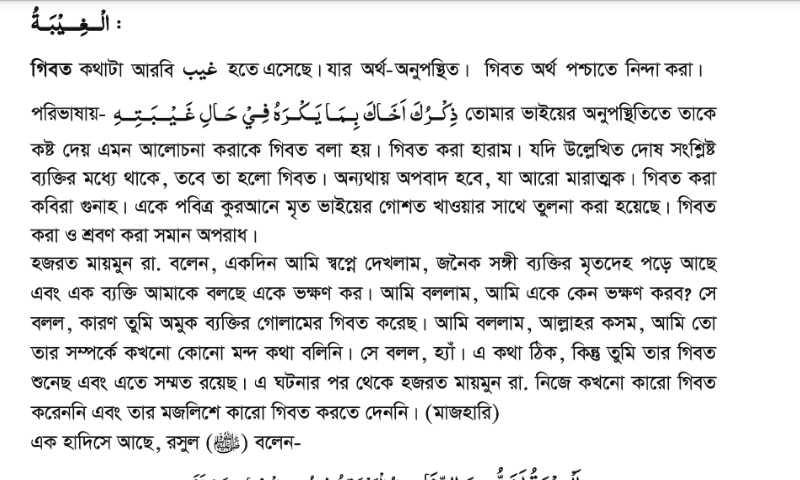 اَلْغِيْبَةُ :
গিবত কথাটা আরবি غيب হতে এসেছে। যার অর্থ-অনুপস্থিত। গিবত অর্থ পশ্চাতে নিন্দা করা।
পরিভাষায়- ذِكْرُكَ اَخَاكَ بِمَا يَكْرَهُ فِيْ حَالِ غَيْبَتِهِ তোমার ভাইয়ের অনুপস্থিতিতে তাকে
কষ্ট দেয় এমন আলোচনা করাকে গিবত বলা হয়। গিবত করা হারাম। যদি উল্লেখিত দোষ সংশ্লিষ্ট
ব্যক্তির মধ্যে থাকে, তবে তা হলো গিবত। অন্যথায় অপবাদ হবে, যা আরো মারাত্মক। গিবত করা
কবিরা গুনাহ। একে পবিত্র কুরআনে মৃত ভাইয়ের গোশত খাওয়ার সাথে তুলনা করা হয়েছে। গিবত
করা ও শ্রবণ করা সমান অপরাধ।
হজরত মায়মুন রা. বলেন, একদিন আমি স্বপ্নে দেখলাম, জনৈক সঙ্গী ব্যক্তির মৃতদেহ পড়ে আছে
এবং এক ব্যক্তি আমাকে বলছে একে ভক্ষণ কর। আমি বললাম, আমি একে কেন ভক্ষণ করব? সে
বলল, কারণ তুমি অমুক ব্যক্তির গোলামের গিবত করেছ। আমি বললাম, আল্লাহর কসম, আমি তো
তার সম্পর্কে কখনো কোনো মন্দ কথা বলিনি। সে বলল, হ্যাঁ। এ কথা ঠিক, কিন্তু তুমি তার গিবত
শুনেছ এবং এতে সম্মত রয়েছ। এ ঘটনার পর থেকে হজরত মায়মুন রা. নিজে কখনো কারো গিবত
করেননি এবং তার মজলিশে কারো গিবত করতে দেননি। (মাজহারি)
এক হাদিসে আছে, রসুল (ﷺ) বলেন-